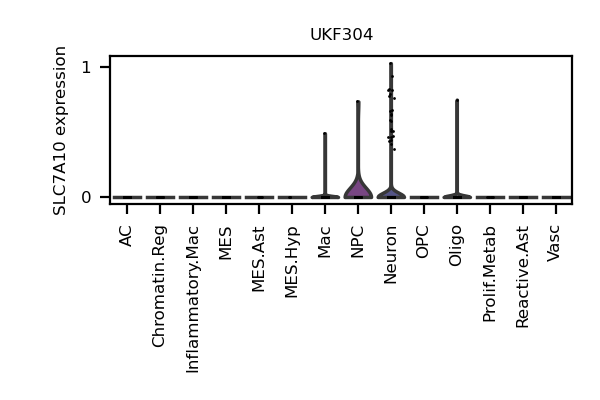 UKF304
SLC7A10 expression
1
0
AC
Chromatin.Reg
Inflammatory.Mac
MES
MES.Ast
MES.Hyp
Mac
NPC
Neuron
OPC
Oligo
Prolif.Metab
Reactive.Ast
Vasc